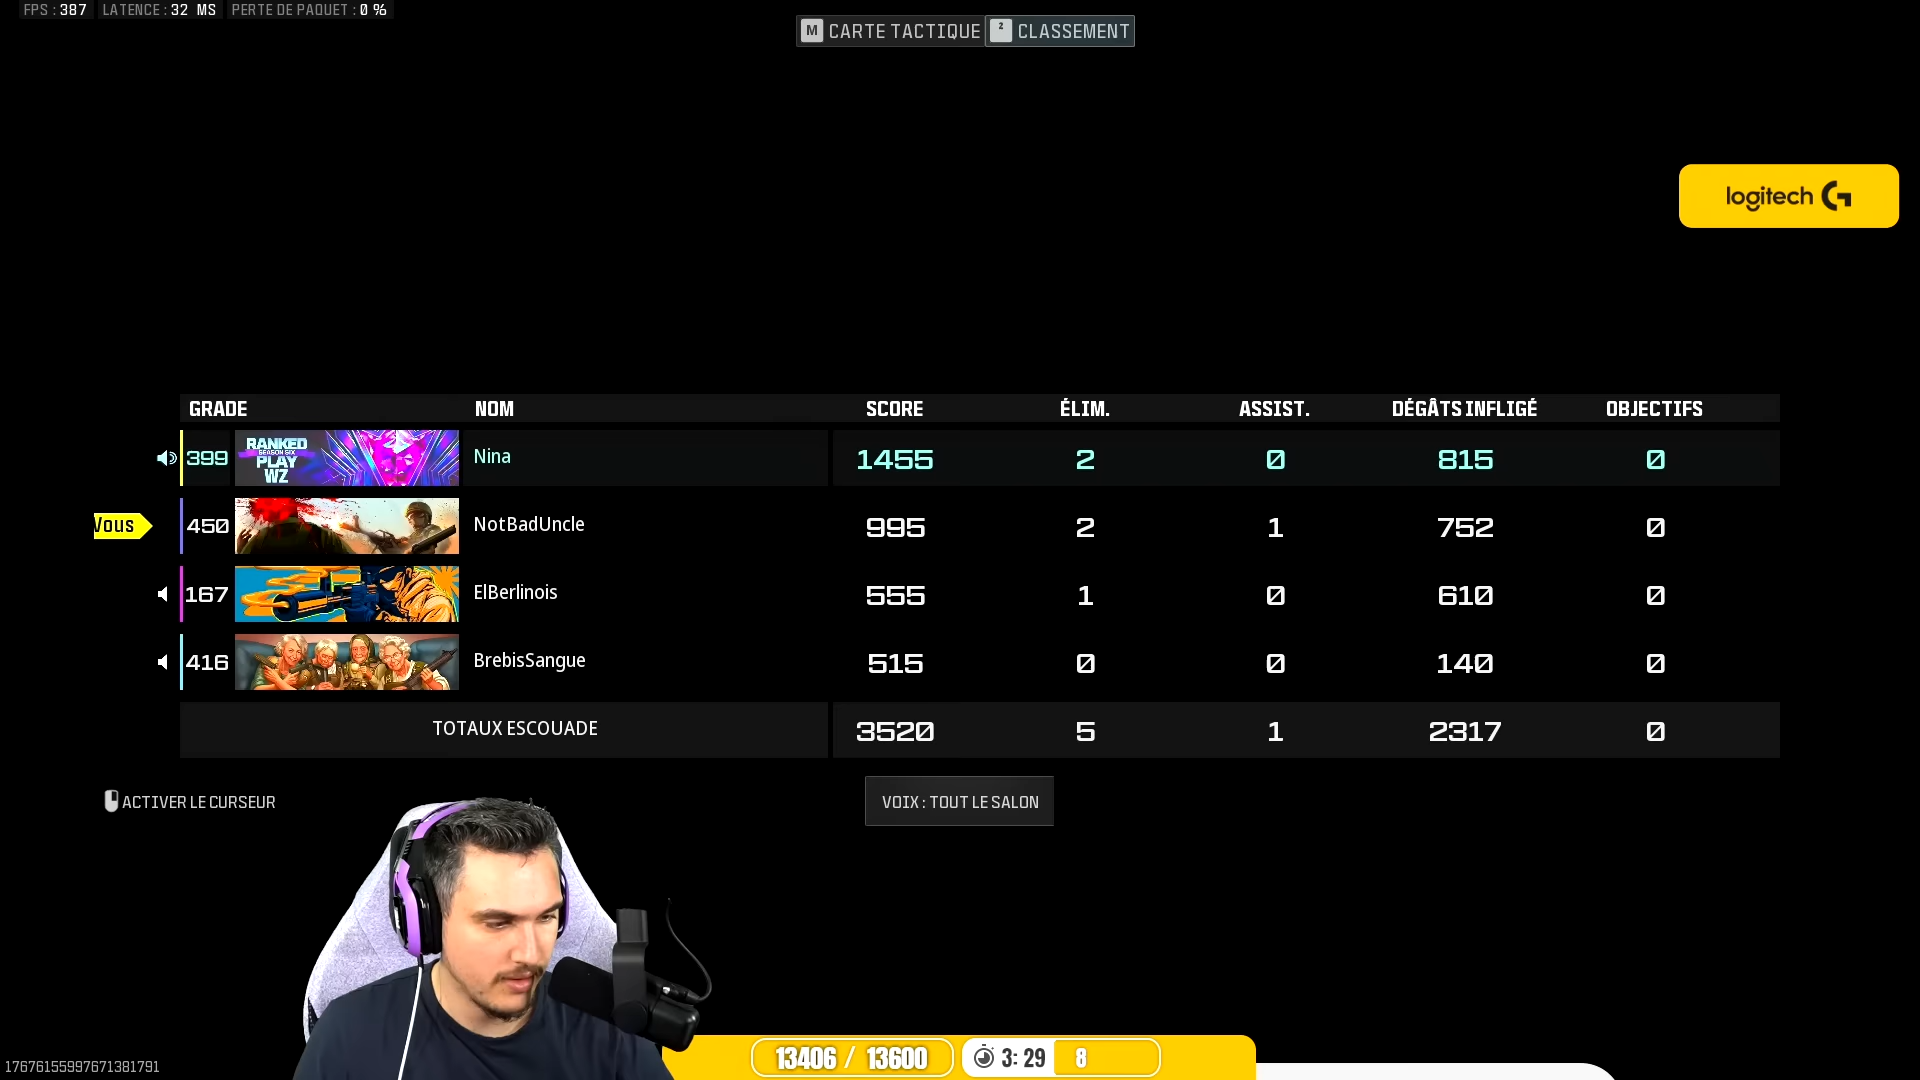 FPS : 387 LATENCE : 32 MS PERTE DE PAQUET : 0 %
M CARTE TACTIQUE ² CLASSEMENT
logitech G
GRADE NOM SCORE ÉLIM. ASSIST. DÉGÂTS INFLIGÉ OBJECTIFS
399 RANKED SEASON SIX PLAY WZ Nina 1455 2 0 815 0
Vous 450 NotBadUncle 995 2 1 752 0
167 ElBerlinois 555 1 0 610 0
416 BrebisSangue 515 0 0 140 0
TOTAUX ESCOUADE 3520 5 1 2317 0
ACTIVER LE CURSEUR VOIX : TOUT LE SALON
13406 / 13600 3: 29 8
17676155997671381791